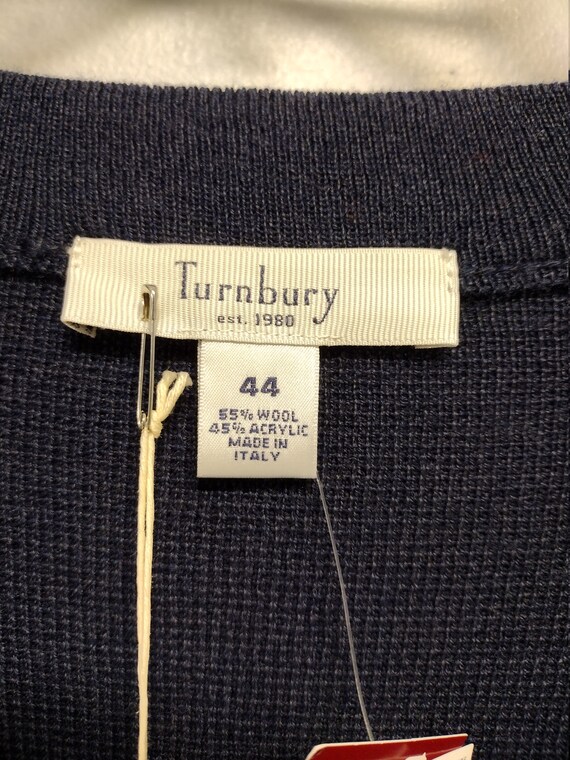 Turnbury
est. 1980
44
55% WOOL
45% ACRYLIC
MADE IN
ITALY